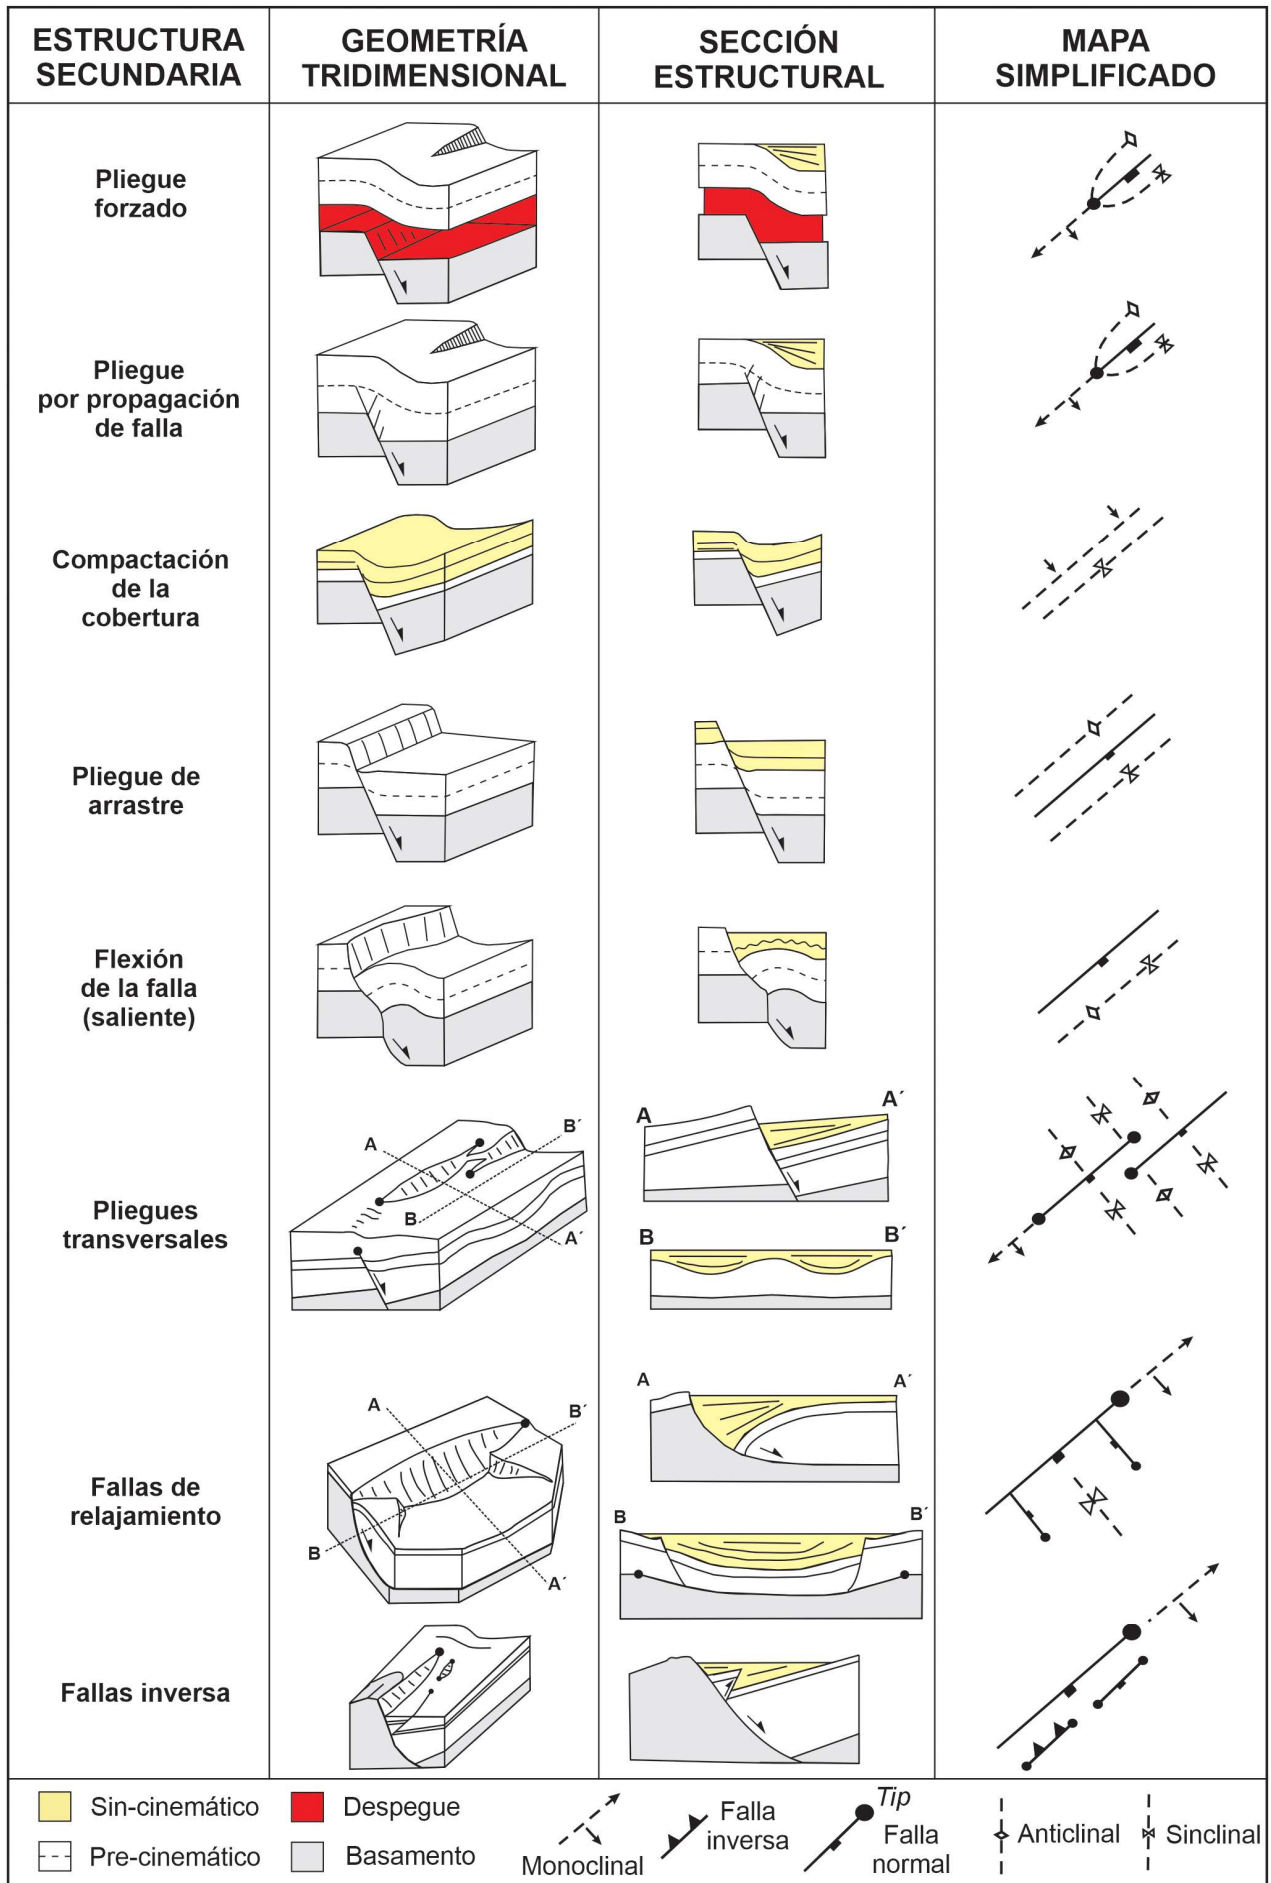 ESTRUCTURA
SECUNDARIA
GEOMETRÍA
TRIDIMENSIONAL
SECCIÓN
ESTRUCTURAL
MAPA
SIMPLIFICADO
Pliegue
forzado
Pliegue
por propagación
de falla
Compactación
de la
cobertura
Pliegue de
arrastre
Flexión
de la falla
(saliente)
Pliegues
transversales
A
B´
B
A´
A
A´
B
B´
Fallas de
relajamiento
A
B´
B
A´
A
A´
B
B´
Fallas inversa
Sin-cinemático
Despegue
Pre-cinemático
Basamento
Monoclinal
Falla
inversa
Tip
Falla
normal
Anticlinal
Sinclinal